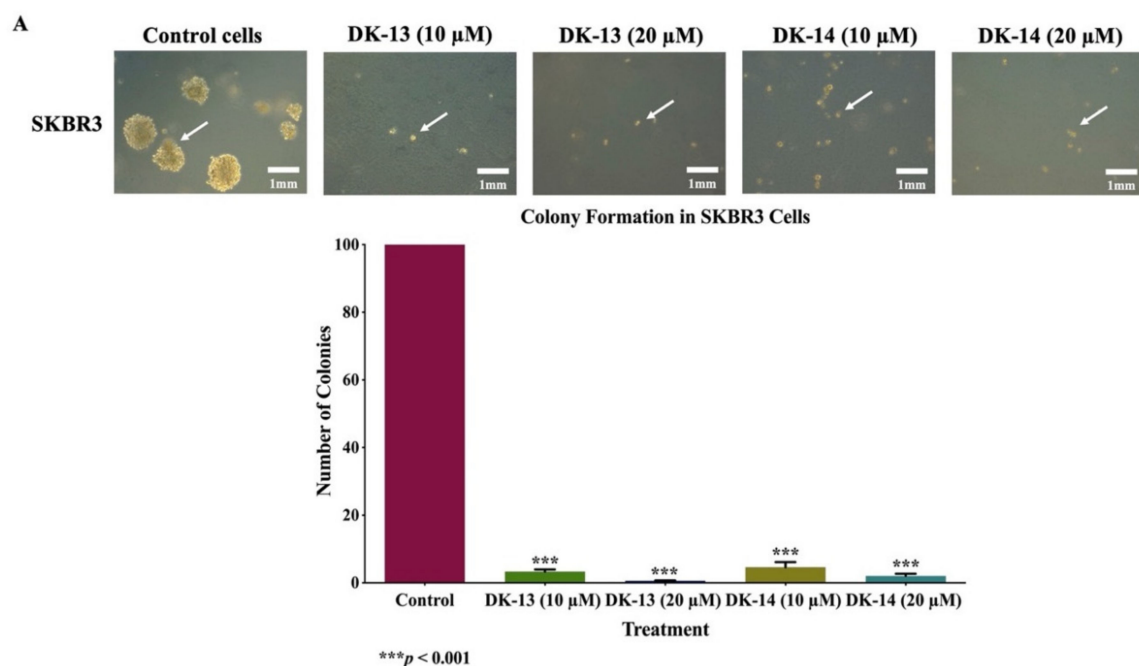 A
Control cells
DK-13 (10 µM)
DK-13 (20 µM)
DK-14 (10 µM)
DK-14 (20 µM)
SKBR3
1mm
1mm
1mm
1mm
1mm
Colony Formation in SKBR3 Cells
Number of Colonies
100
80
60
40
20
0
***
***
***
***
Control
DK-13 (10 µM)
DK-13 (20 µM)
DK-14 (10 µM)
DK-14 (20 µM)
Treatment
***p < 0.001